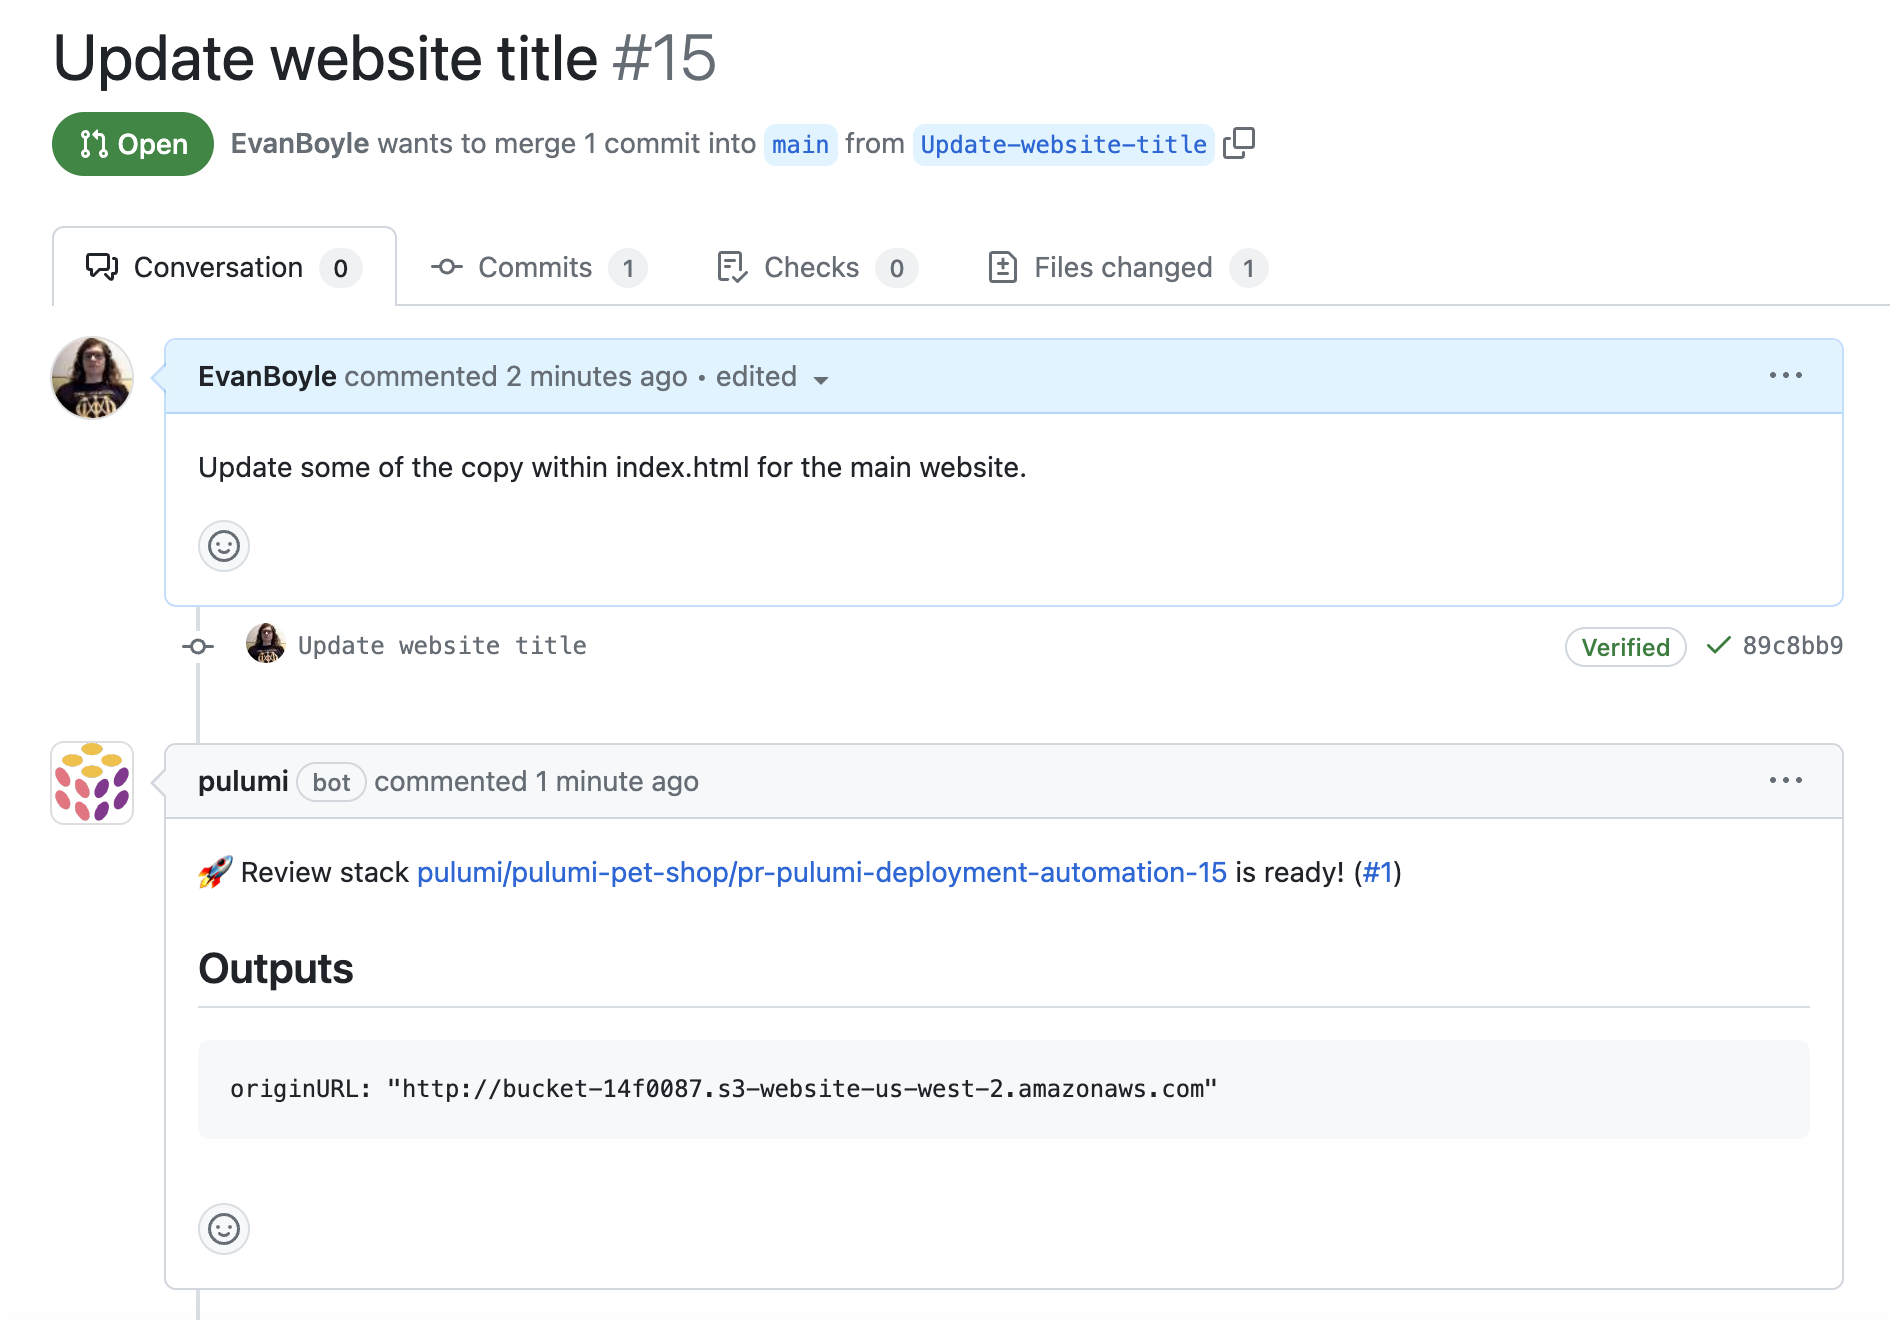 Update website title #15
Open EvanBoyle wants to merge 1 commit into main from Update-website-title
Conversation 0 Commits 1 Checks 0 Files changed 1
EvanBoyle commented 2 minutes ago • edited
Update some of the copy within index.html for the main website.
Update website title Verified 89c8bb9
pulumi bot commented 1 minute ago
🚀 Review stack pulumi/pulumi-pet-shop/pr-pulumi-deployment-automation-15 is ready! (#1)
Outputs
originURL: "http://bucket-14f0087.s3-website-us-west-2.amazonaws.com"